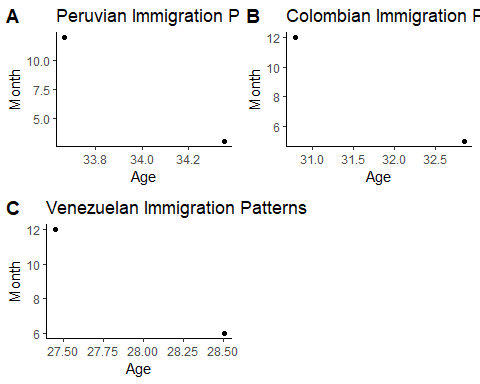 A Peruvian Immigration P
B Colombian Immigration P
10.0
7.5
5.0
Month
33.8 34.0 34.2
Age
12
10
8
6
Month
31.0 31.5 32.0 32.5
Age
C Venezuelan Immigration Patterns
12
10
8
6
Month
27.50 27.75 28.00 28.25 28.50
Age